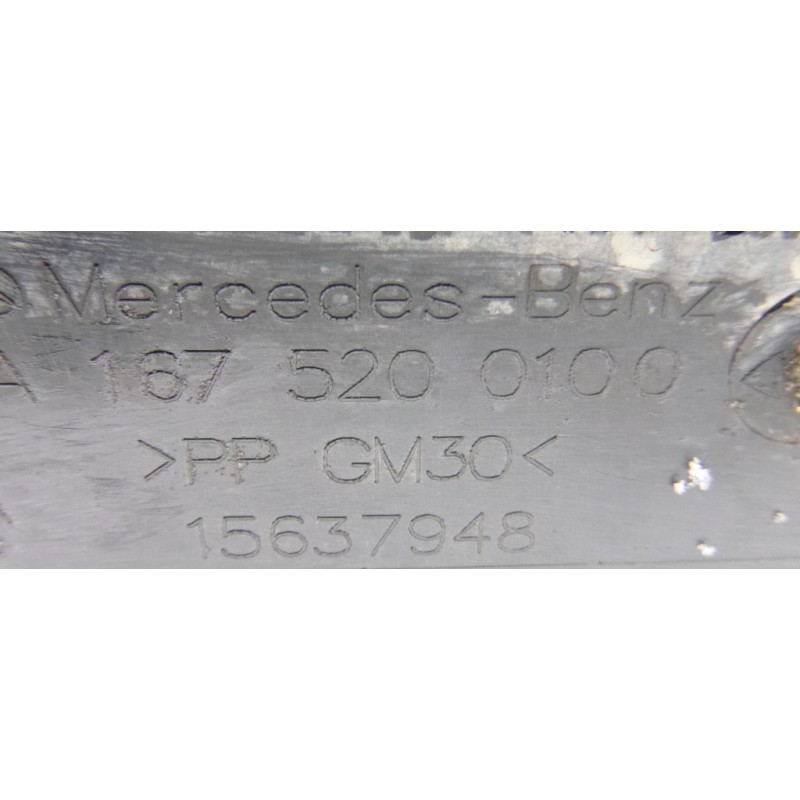 Mercedes-Benz
A 167 520 0100
>PP GM30<
15637948